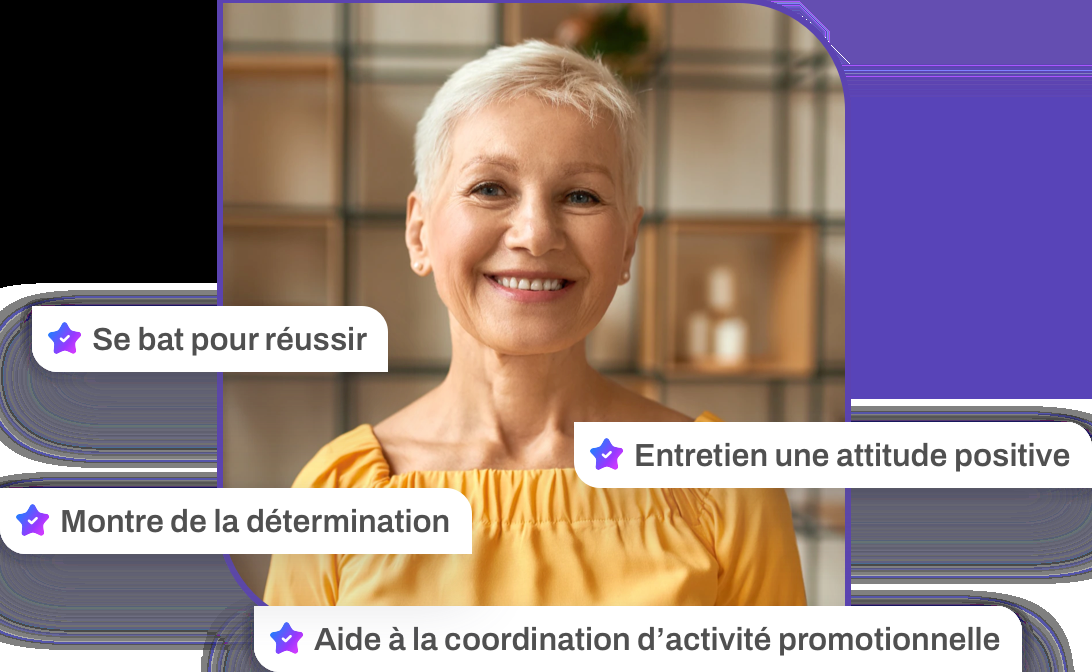 Se bat pour réussir
Entretien une attitude positive
Montre de la détermination
Aide à la coordination d’activité promotionnelle